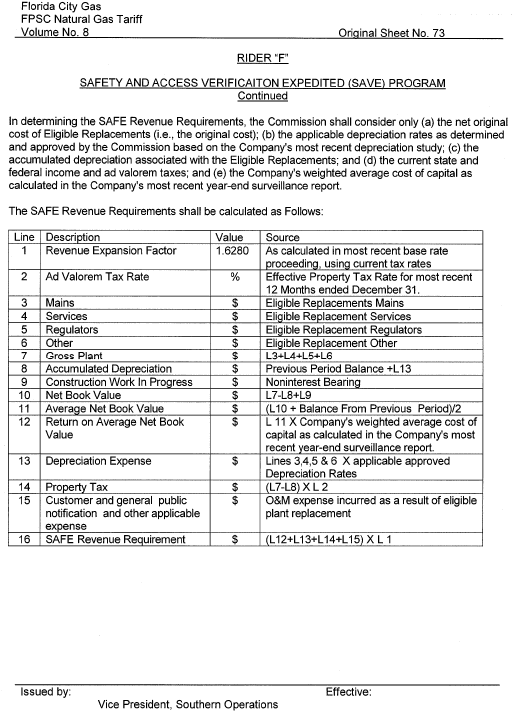 Florida City Gas
FPSC Natural Gas Tariff
Volume No. 8 Original Sheet No. 73
RIDER "F"
SAFETY AND ACCESS VERIFICAITON EXPEDITED (SAVE) PROGRAM
Continued
In determining the SAFE Revenue Requirements, the Commission shall consider only (a) the net original
cost of Eligible Replacements (i.e., the original cost); (b) the applicable depreciation rates as determined
and approved by the Commission based on the Company's most recent depreciation study; (c) the
accumulated depreciation associated with the Eligible Replacements; and (d) the current state and
federal income and ad valorem taxes; and (e) the Company's weighted average cost of capital as
calculated in the Company's most recent year-end surveillance report.
The SAFE Revenue Requirements shall be calculated as Follows:
Line Description Value Source
1 Revenue Expansion Factor 1.6280 As calculated in most recent base rate
proceeding, using current tax rates
2 Ad Valorem Tax Rate % Effective Property Tax Rate for most recent
12 Months ended December 31.
3 Mains $ Eligible Replacements Mains
4 Services $ Eligible Replacement Services
5 Regulators $ Eligible Replacement Regulators
6 Other $ Eligible Replacement Other
7 Gross Plant $ L3+L4+L5+L6
8 Accumulated Depreciation $ Previous Period Balance +L13
9 Construction Work In Progress $ Noninterest Bearing
10 Net Book Value $ L7-L8+L9
11 Average Net Book Value $ (L10 + Balance From Previous Period)/2
12 Return on Average Net Book $ L 11 X Company's weighted average cost of
Value capital as calculated in the Company's most
recent year-end surveillance report.
13 Depreciation Expense $ Lines 3,4,5 & 6 X applicable approved
Depreciation Rates
14 Property Tax $ (L7-L8) X L 2
15 Customer and general public $ O&M expense incurred as a result of eligible
notification and other applicable plant replacement
expense
16 SAFE Revenue Requirement $ (L12+L13+L14+L15) X L 1
Issued by: Effective:
Vice President, Southern Operations